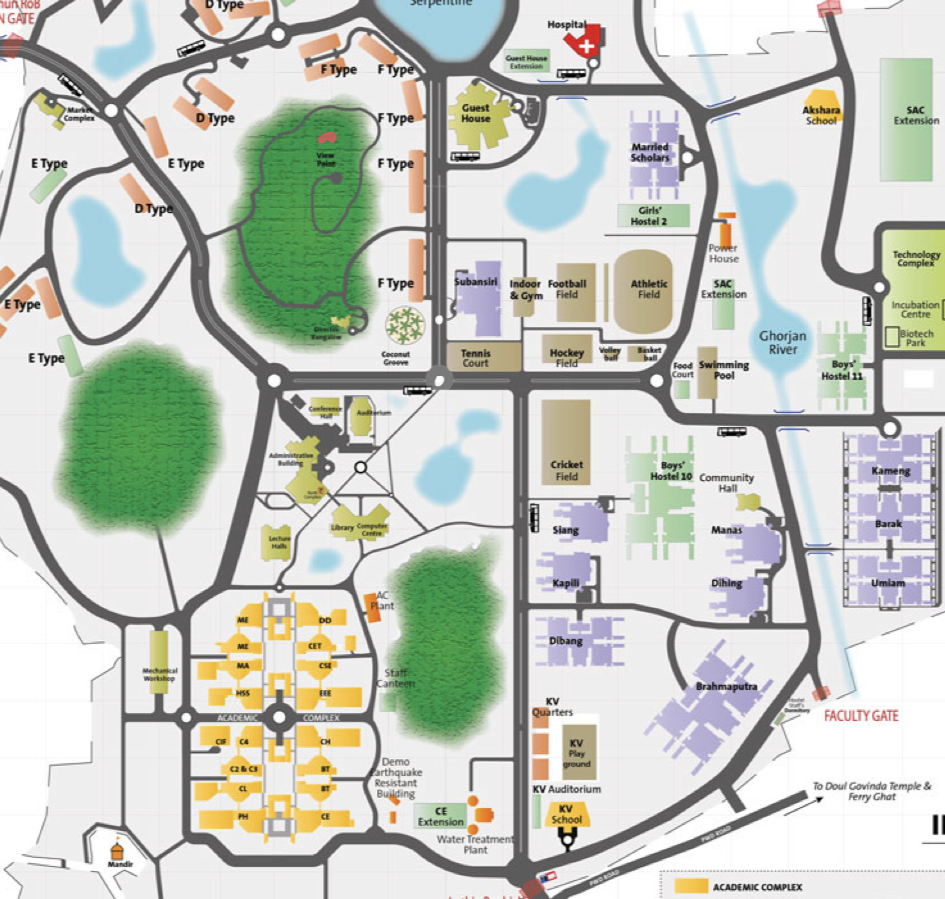 D Type
Serpentine
hun RoB
N GATE
Hospital
Guest House
Extension
F Type
F Type
Market
Complex
D Type
F Type
Guest
House
Akshara
School
SAC
Extension
E Type
E Type
View
Point
F Type
Married
Scholars
D Type
Girls'
Hostel 2
Power
House
Technology
Complex
E Type
F Type
Subansiri
Indoor
& Gym
Football
Field
Athletic
Field
SAC
Extension
Incubation
Centre
Biotech
Park
Director
Bungalow
Ghorjan
River
E Type
Coconut
Groove
Tennis
Court
Hockey
Field
Volley
ball
Basket
ball
Food
Court
Swimming
Pool
Boys'
Hostel 11
Conference
Hall
Auditorium
Administrative
Building
Cricket
Field
Boys'
Hostel 10
Community
Hall
Kameng
Library
Computer
Centre
Lecture
Halls
Siang
Manas
Barak
Kapili
Dihing
Umiam
AC
Plant
ME
DD
ME
CET
MA
CSE
HSS
EEE
Mechanical
Workshop
Staff
Canteen
Dibang
Brahmaputra
ACADEMIC COMPLEX
KV
Quarters
Hostel
Staff's
Dormitory
FACULTY GATE
CIF
C4
CH
C2 & C3
BT
CL
BT
PH
CE
KV
Play
ground
Demo
Earthquake
Resistant
Building
KV Auditorium
To Doul Govinda Temple &
Ferry Ghat
CE
Extension
KV
School
Water Treatment
Plant
PWD ROAD
PWD ROAD
Mandir
ACADEMIC COMPLEX